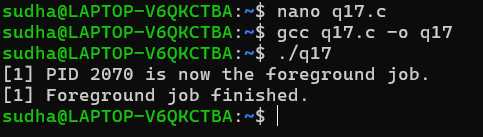 sudha@LAPTOP-V6QKCTBA:~$ nano q17.c
sudha@LAPTOP-V6QKCTBA:~$ gcc q17.c -o q17
sudha@LAPTOP-V6QKCTBA:~$ ./q17
[1] PID 2070 is now the foreground job.
[1] Foreground job finished.
sudha@LAPTOP-V6QKCTBA:~$